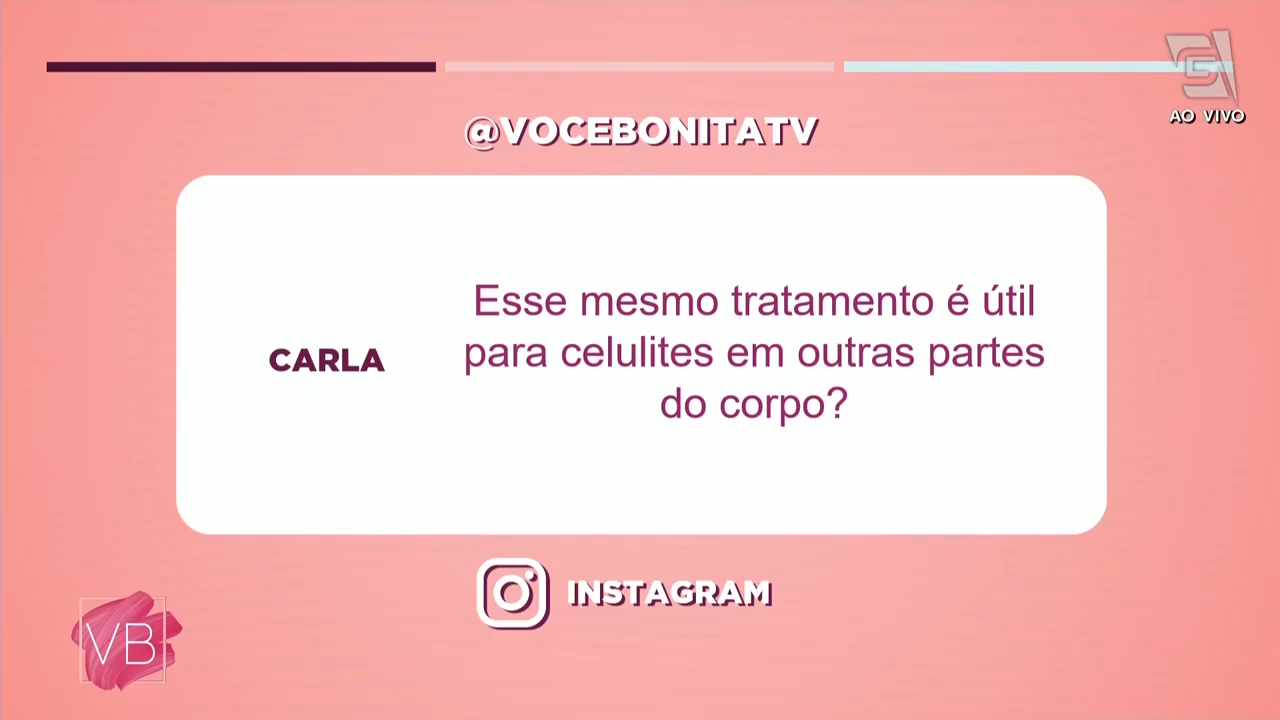 AO VIVO
@VOCEBONITATV
CARLA
Esse mesmo tratamento é útil
para celulites em outras partes
do corpo?
INSTAGRAM
VB